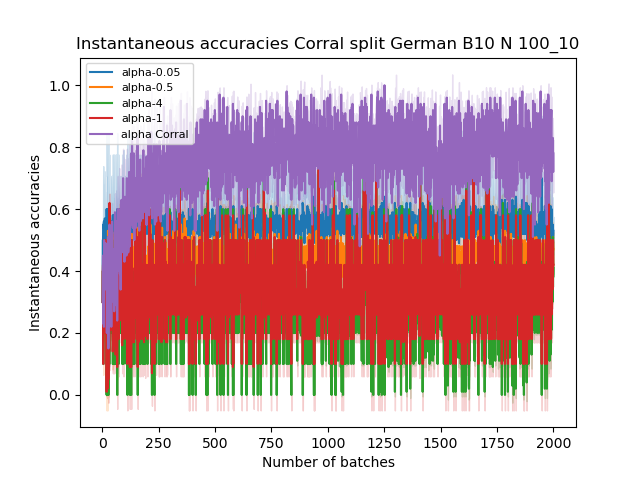 Instantaneous accuracies Corral split German B10 N 100_10
alpha-0.05
alpha-0.5
alpha-4
alpha-1
alpha Corral
Instantaneous accuracies
1.0
0.8
0.6
0.4
0.2
0.0
0 250 500 750 1000 1250 1500 1750 2000
Number of batches